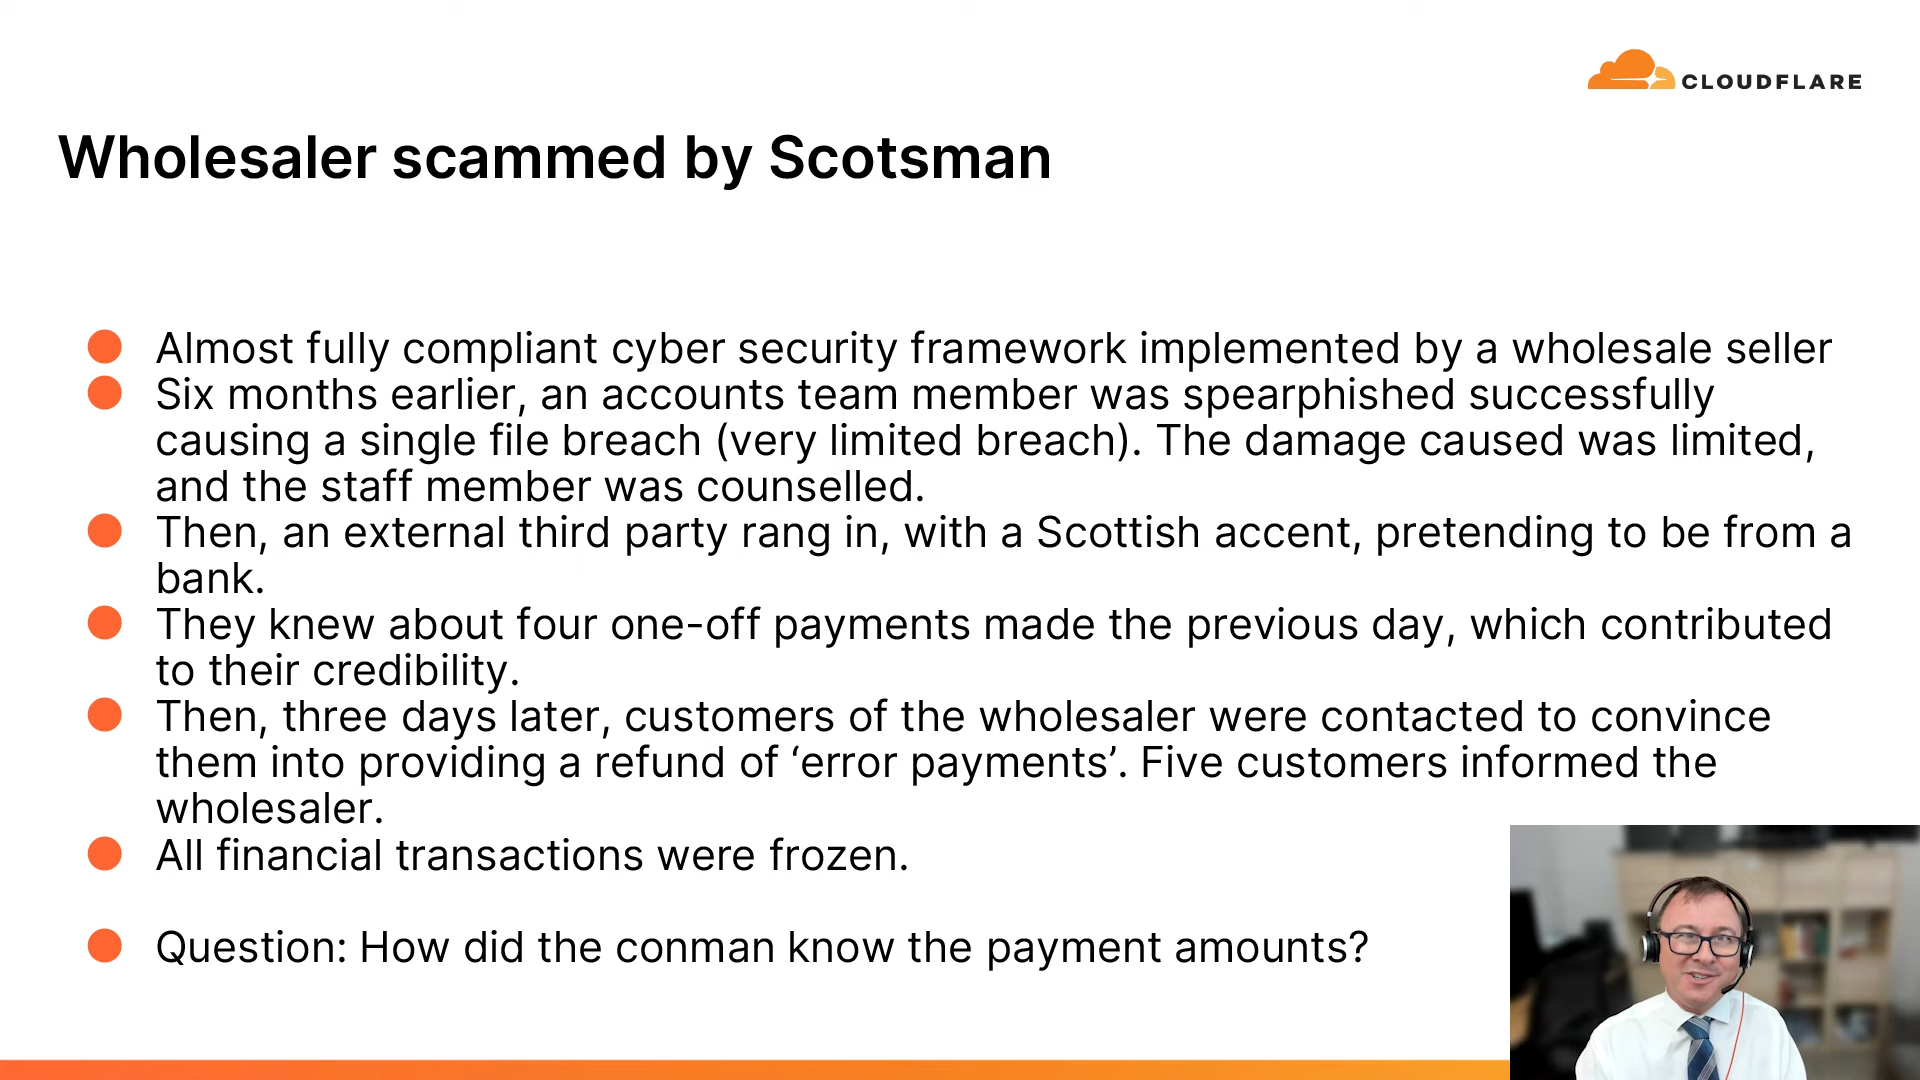 CLOUDFLARE
Wholesaler scammed by Scotsman
Almost fully compliant cyber security framework implemented by a wholesale seller
Six months earlier, an accounts team member was spearphished successfully
causing a single file breach (very limited breach). The damage caused was limited,
and the staff member was counselled.
Then, an external third party rang in, with a Scottish accent, pretending to be from a
bank.
They knew about four one-off payments made the previous day, which contributed
to their credibility.
Then, three days later, customers of the wholesaler were contacted to convince
them into providing a refund of ‘error payments’. Five customers informed the
wholesaler.
All financial transactions were frozen.
Question: How did the conman know the payment amounts?